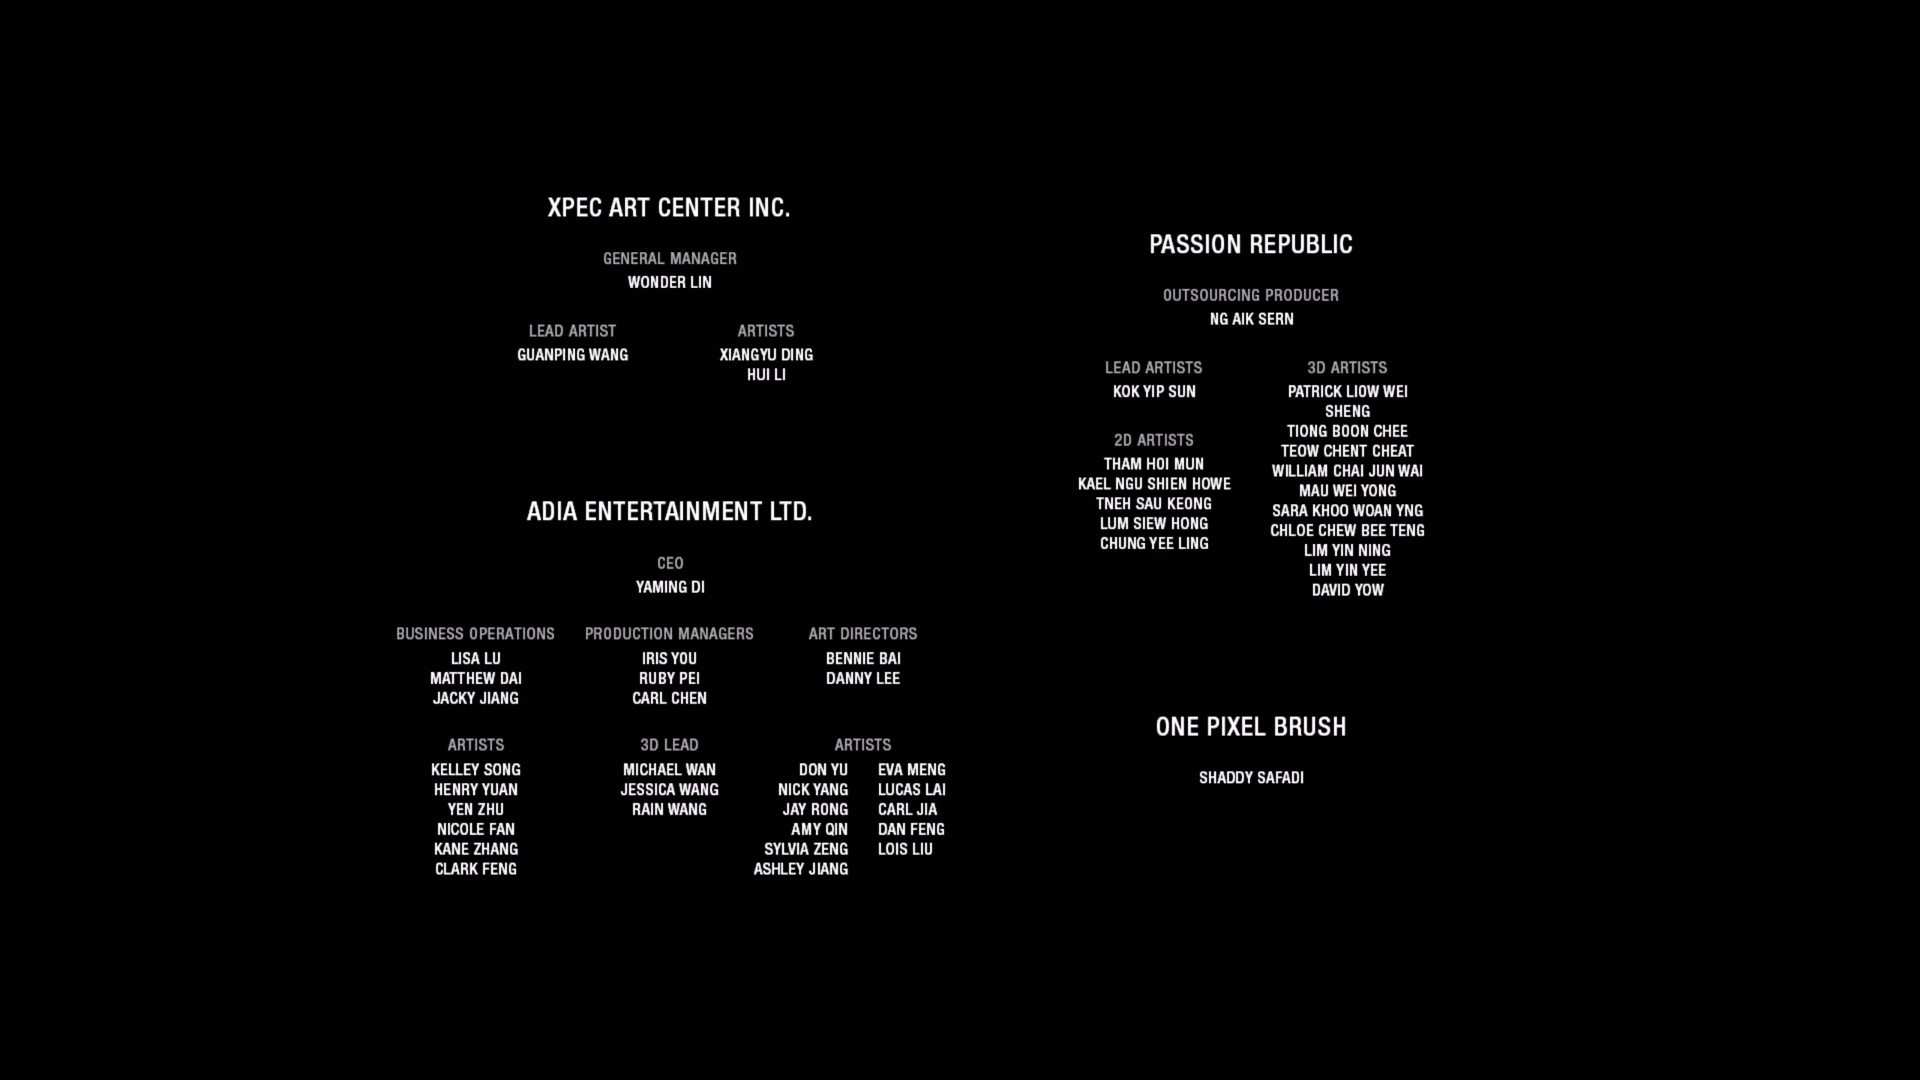 XPEC ART CENTER INC.
GENERAL MANAGER
WONDER LIN
LEAD ARTIST
GUANPING WANG
ARTISTS
XIANGYU DING
HUI LI
ADIA ENTERTAINMENT LTD.
CEO
YAMING DI
BUSINESS OPERATIONS
LISA LU
MATTHEW DAI
JACKY JIANG
PRODUCTION MANAGERS
IRIS YOU
RUBY PEI
CARL CHEN
ART DIRECTORS
BENNIE BAI
DANNY LEE
ARTISTS
KELLEY SONG
HENRY YUAN
YEN ZHU
NICOLE FAN
KANE ZHANG
CLARK FENG
3D LEAD
MICHAEL WAN
JESSICA WANG
RAIN WANG
ARTISTS
DON YU
NICK YANG
JAY RONG
AMY QIN
SYLVIA ZENG
ASHLEY JIANG
EVA MENG
LUCAS LAI
CARL JIA
DAN FENG
LOIS LIU
PASSION REPUBLIC
OUTSOURCING PRODUCER
NG AIK SERN
LEAD ARTISTS
KOK YIP SUN
2D ARTISTS
THAM HOI MUN
KAEL NGU SHIEN HOWE
TNEH SAU KEONG
LUM SIEW HONG
CHUNG YEE LING
3D ARTISTS
PATRICK LIOW WEI
SHENG
TIONG BOON CHEE
TEOW CHENT CHEAT
WILLIAM CHAI JUN WAI
MAU WEI YONG
SARA KHOO WOAN YNG
CHLOE CHEW BEE TENG
LIM YIN NING
LIM YIN YEE
DAVID YOW
ONE PIXEL BRUSH
SHADDY SAFADI